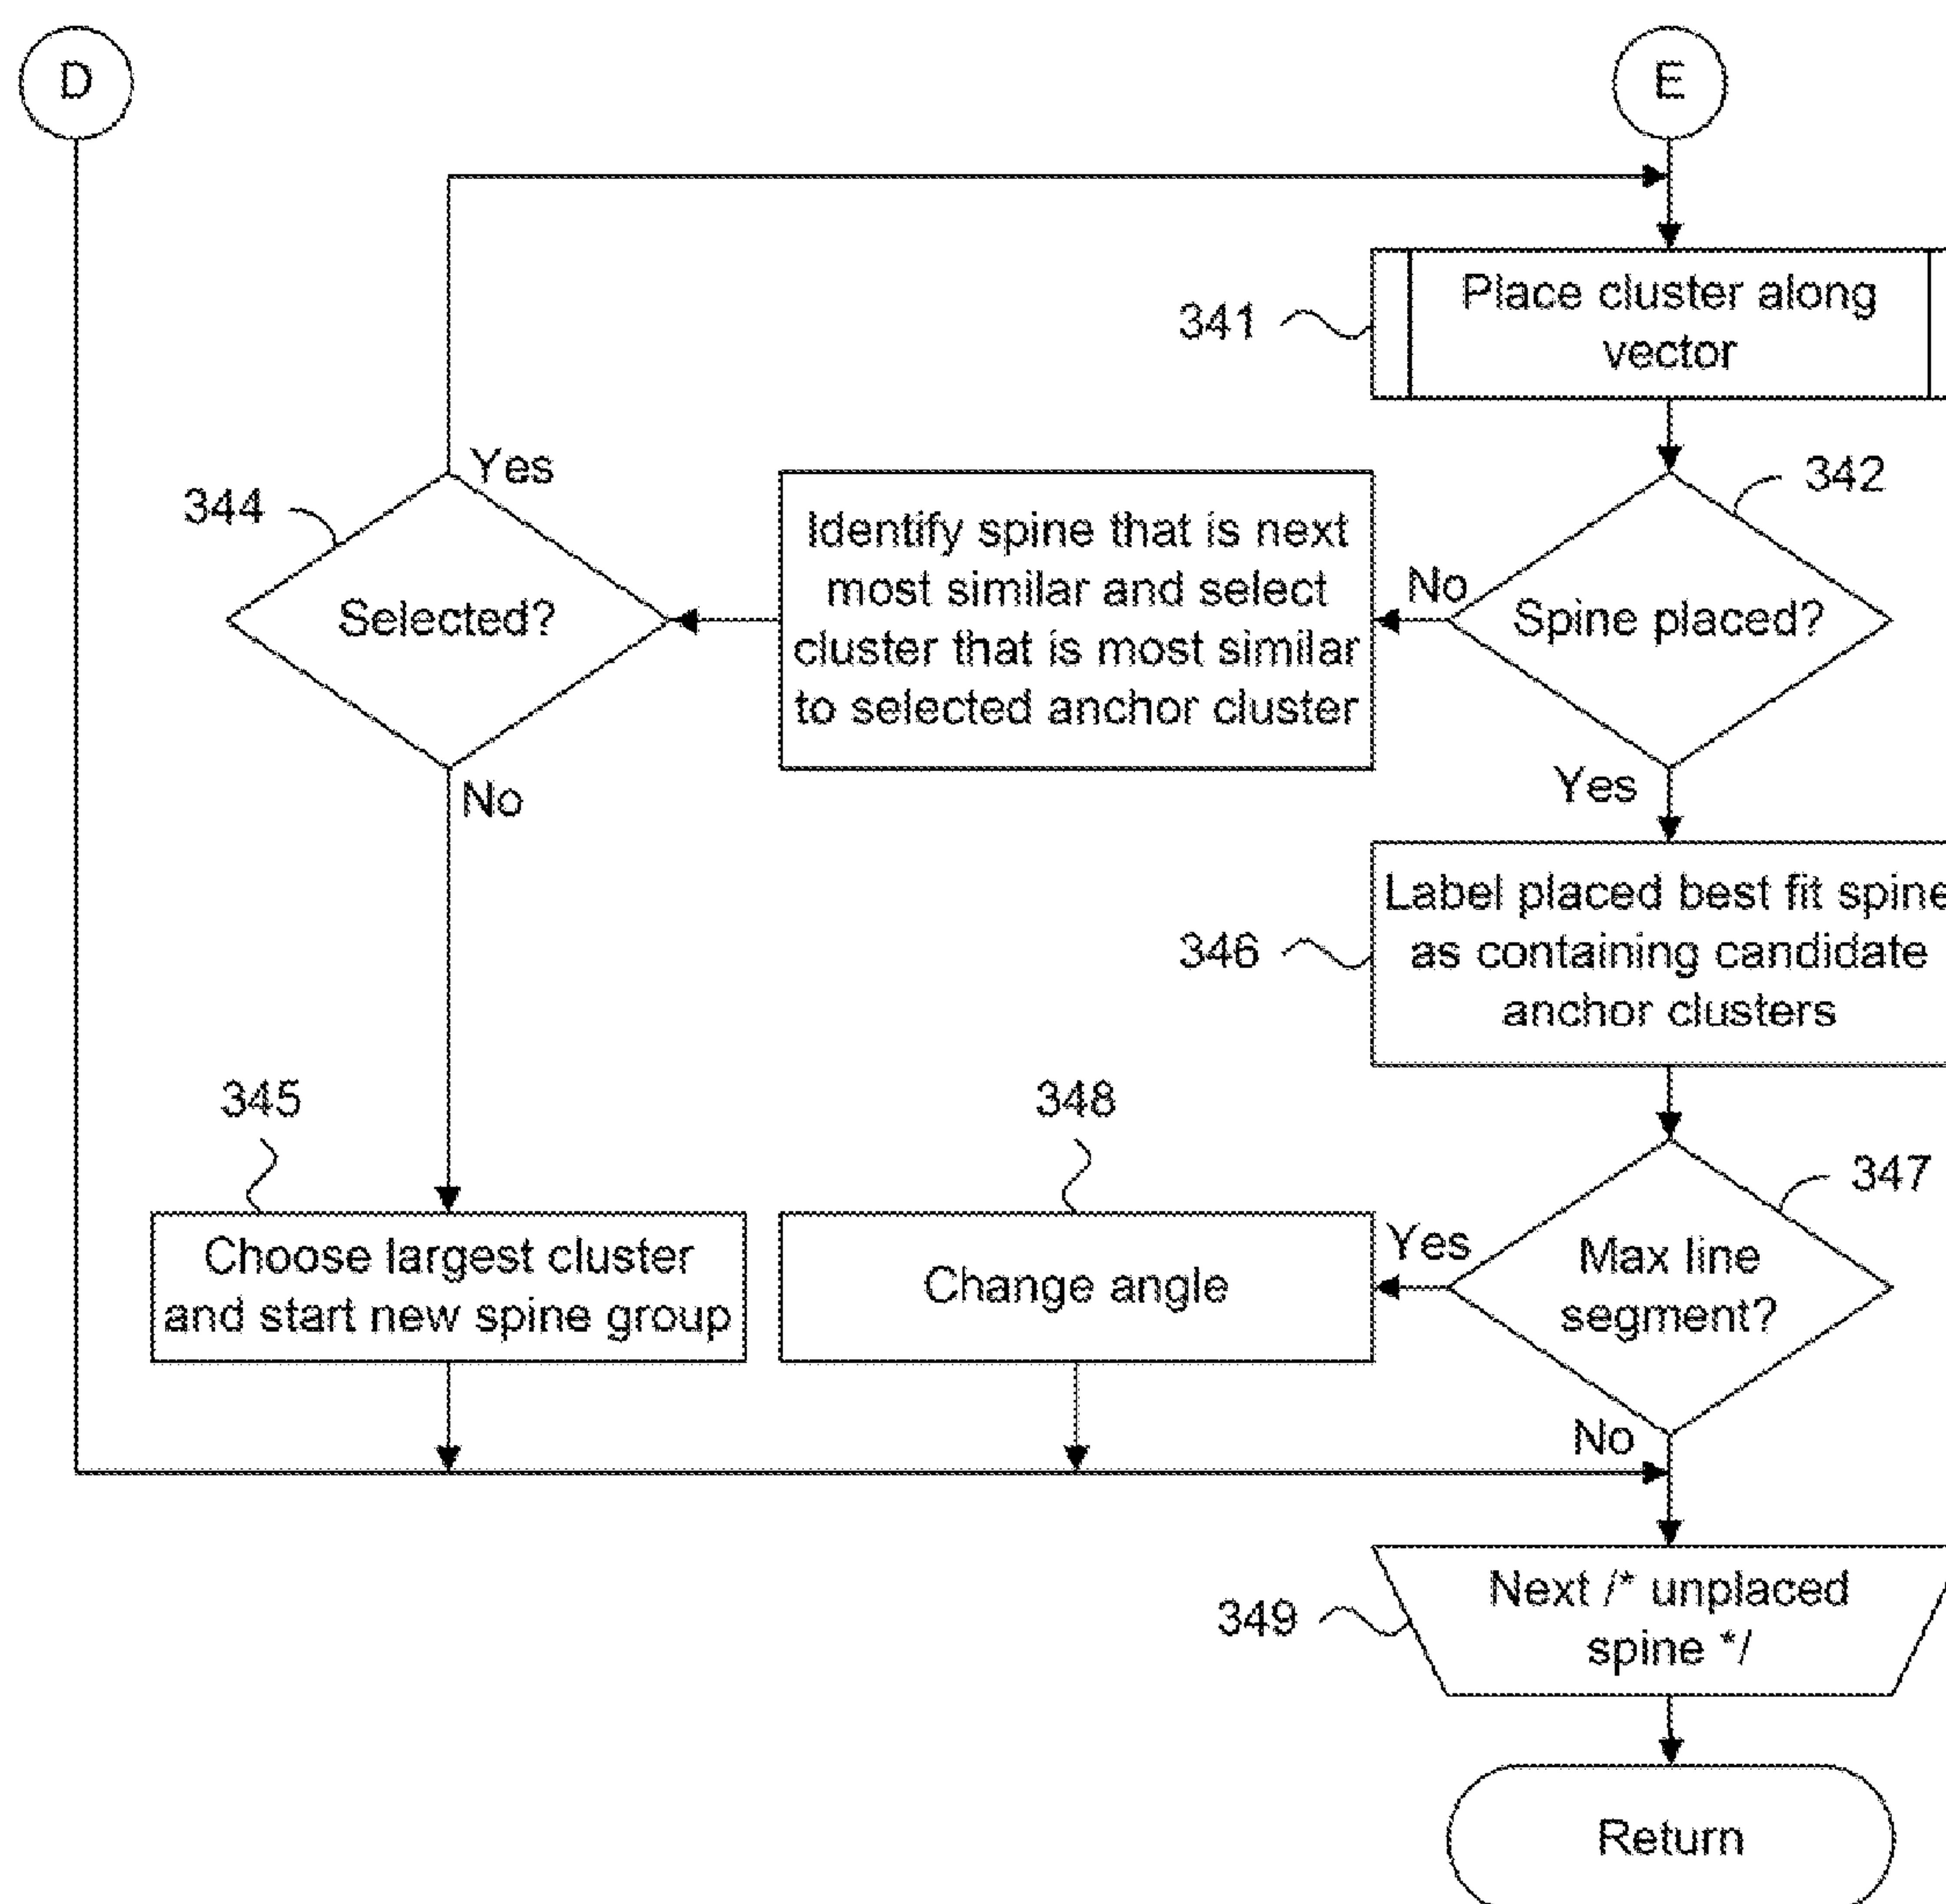 D
E
341
Place cluster along
vector
342
Spine placed?
No
Yes
Identify spine that is next
most similar and select
cluster that is most similar
to selected anchor cluster
344
Selected?
Yes
No
346
Label placed best fit spine
as containing candidate
anchor clusters
345
Choose largest cluster
and start new spine group
348
Change angle
347
Max line
segment?
Yes
No
349
Next /* unplaced
spine */
Return